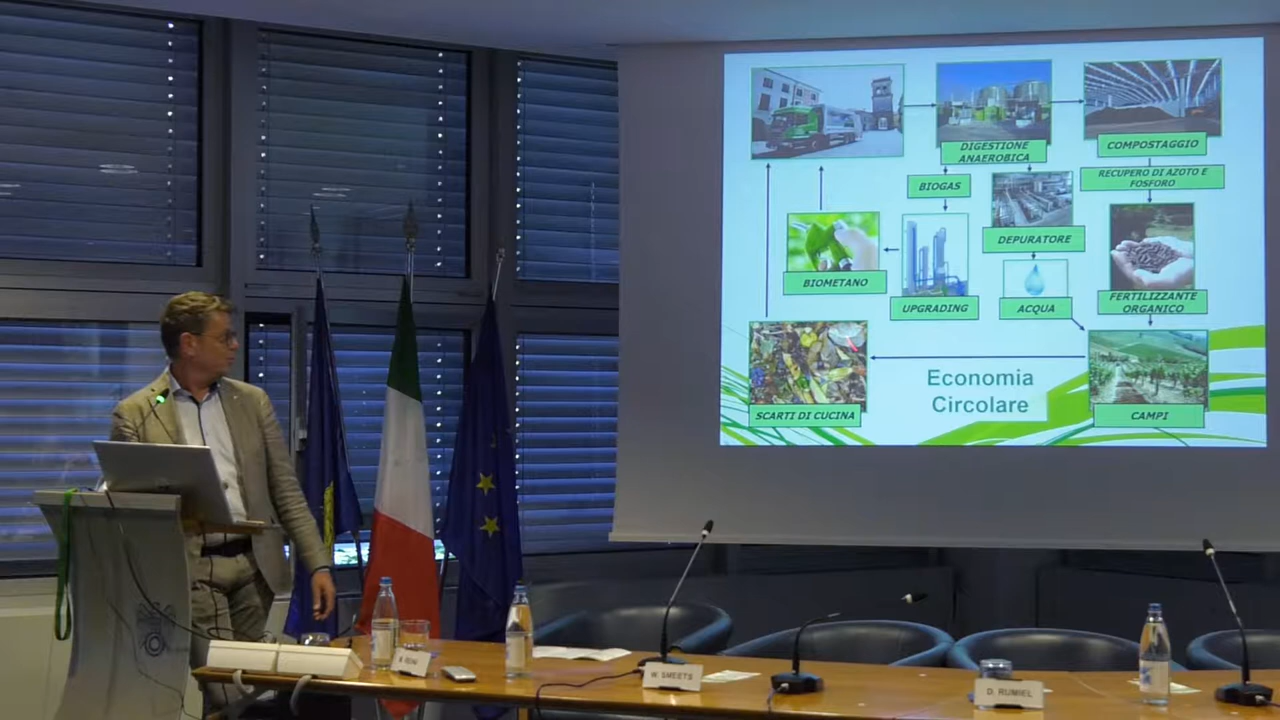 DIGESTIONE
ANAEROBICA
COMPOSTAGGIO
BIOGAS
RECUPERO DI AZOTO E
FOSFORO
DEPURATORE
BIOMETANO
UPGRADING
ACQUA
FERTILIZZANTE
ORGANICO
SCARTI DI CUCINA
Economia
Circolare
CAMPI
W. SMEETS
D. RUMIEL